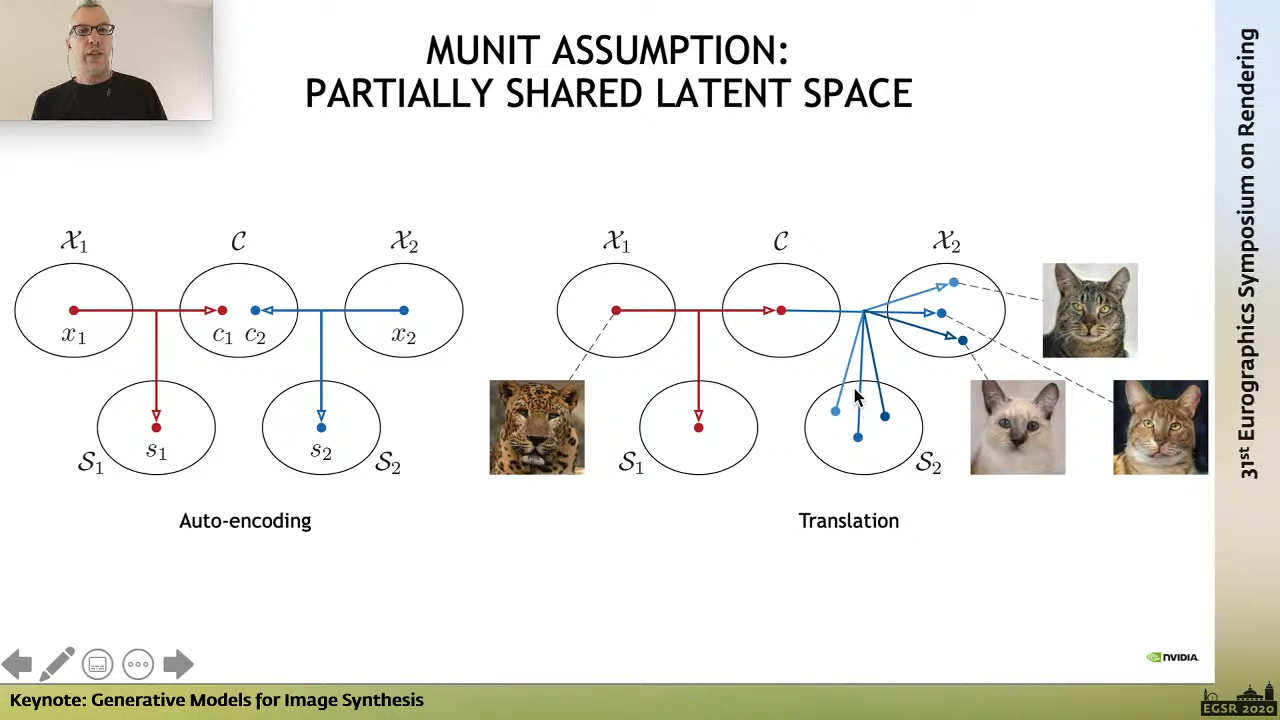 MUNIT ASSUMPTION:
PARTIALLY SHARED LATENT SPACE
𝒳₁
𝒞
𝒳₂
x₁
c₁ c₂
x₂
𝒮₁
s₁
s₂
𝒮₂
Auto-encoding
𝒳₁
𝒞
𝒳₂
𝒮₁
𝒮₂
Translation
NVIDIA.
31st Eurographics Symposium on Rendering
Keynote: Generative Models for Image Synthesis
EGSR 2020